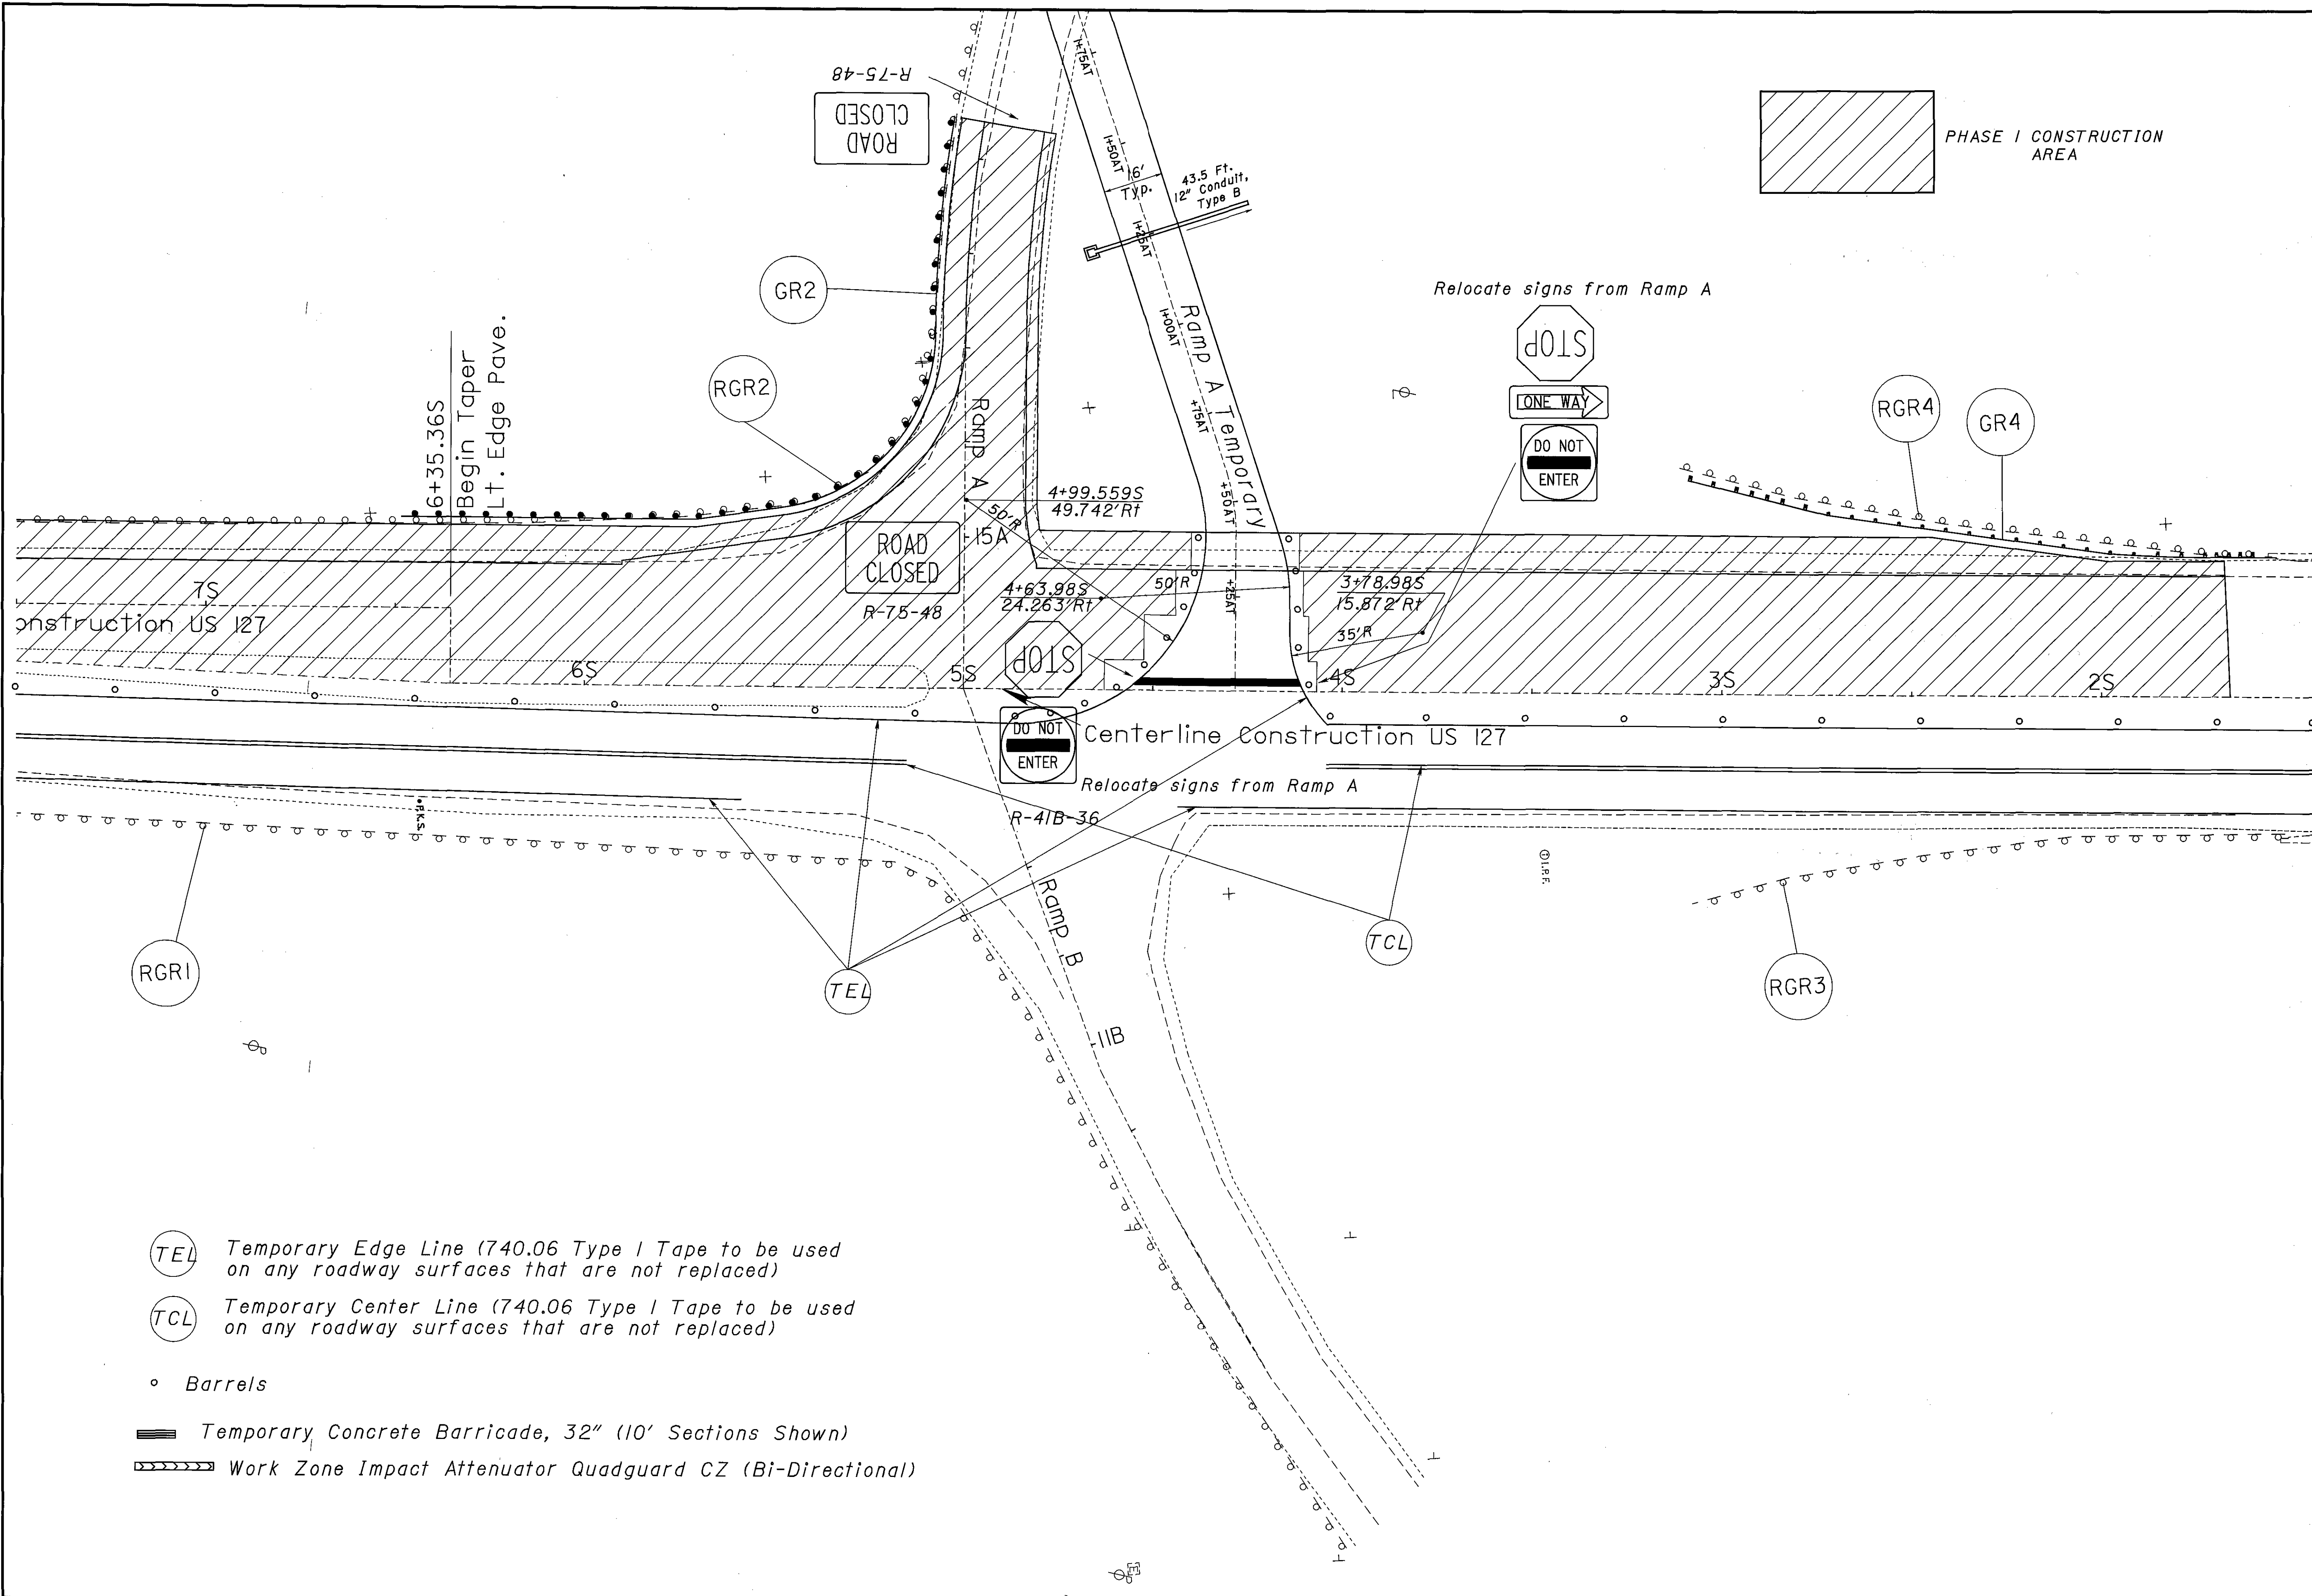 R-75-48
ROAD
CLOSED
PHASE 1 CONSTRUCTION
AREA
1+75AT
1+50AT
16'
Typ.
43.5 Ft.
12" Conduit,
Type B
1+25AT
GR2
Relocate signs from Ramp A
STOP
ONE WAY
DO NOT
ENTER
1+00AT
Ramp A Temporary
RGR2
RGR4
GR4
6+35.36S
Begin Taper
Lt. Edge Pave.
Ramp A
+75AT
+50AT
4+99.559S
49.742'Rt
50'R
15A
ROAD
CLOSED
R-75-48
4+63.98S
24.263'Rt
50'R
+25AT
3+78.98S
15.872'Rt
35'R
7S
onstruction US 127
6S
5S
STOP
4S
3S
2S
DO NOT
ENTER
Centerline Construction US 127
Relocate signs from Ramp A
R-41B-36
P.K.S.
I.P.F.
Ramp B
RGR1
TEL
TCL
RGR3
11B
TEL Temporary Edge Line (740.06 Type 1 Tape to be used
on any roadway surfaces that are not replaced)
TCL Temporary Center Line (740.06 Type 1 Tape to be used
on any roadway surfaces that are not replaced)
Barrels
Temporary Concrete Barricade, 32" (10' Sections Shown)
Work Zone Impact Attenuator Quadguard CZ (Bi-Directional)